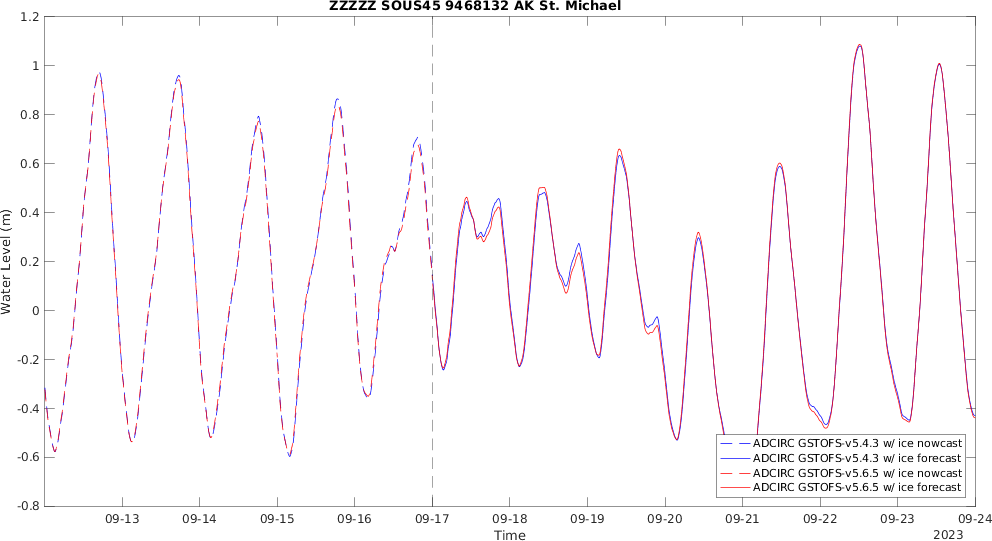 ZZZZZ SOUS45 9468132 AK St. Michael
Water Level (m)
1.2
1
0.8
0.6
0.4
0.2
0
-0.2
-0.4
-0.6
-0.8
ADCIRC GSTOFS-v5.4.3 w/ ice nowcast
ADCIRC GSTOFS-v5.4.3 w/ ice forecast
ADCIRC GSTOFS-v5.6.5 w/ ice nowcast
ADCIRC GSTOFS-v5.6.5 w/ ice forecast
09-13 09-14 09-15 09-16 09-17 09-18 09-19 09-20 09-21 09-22 09-23 09-24
Time
2023